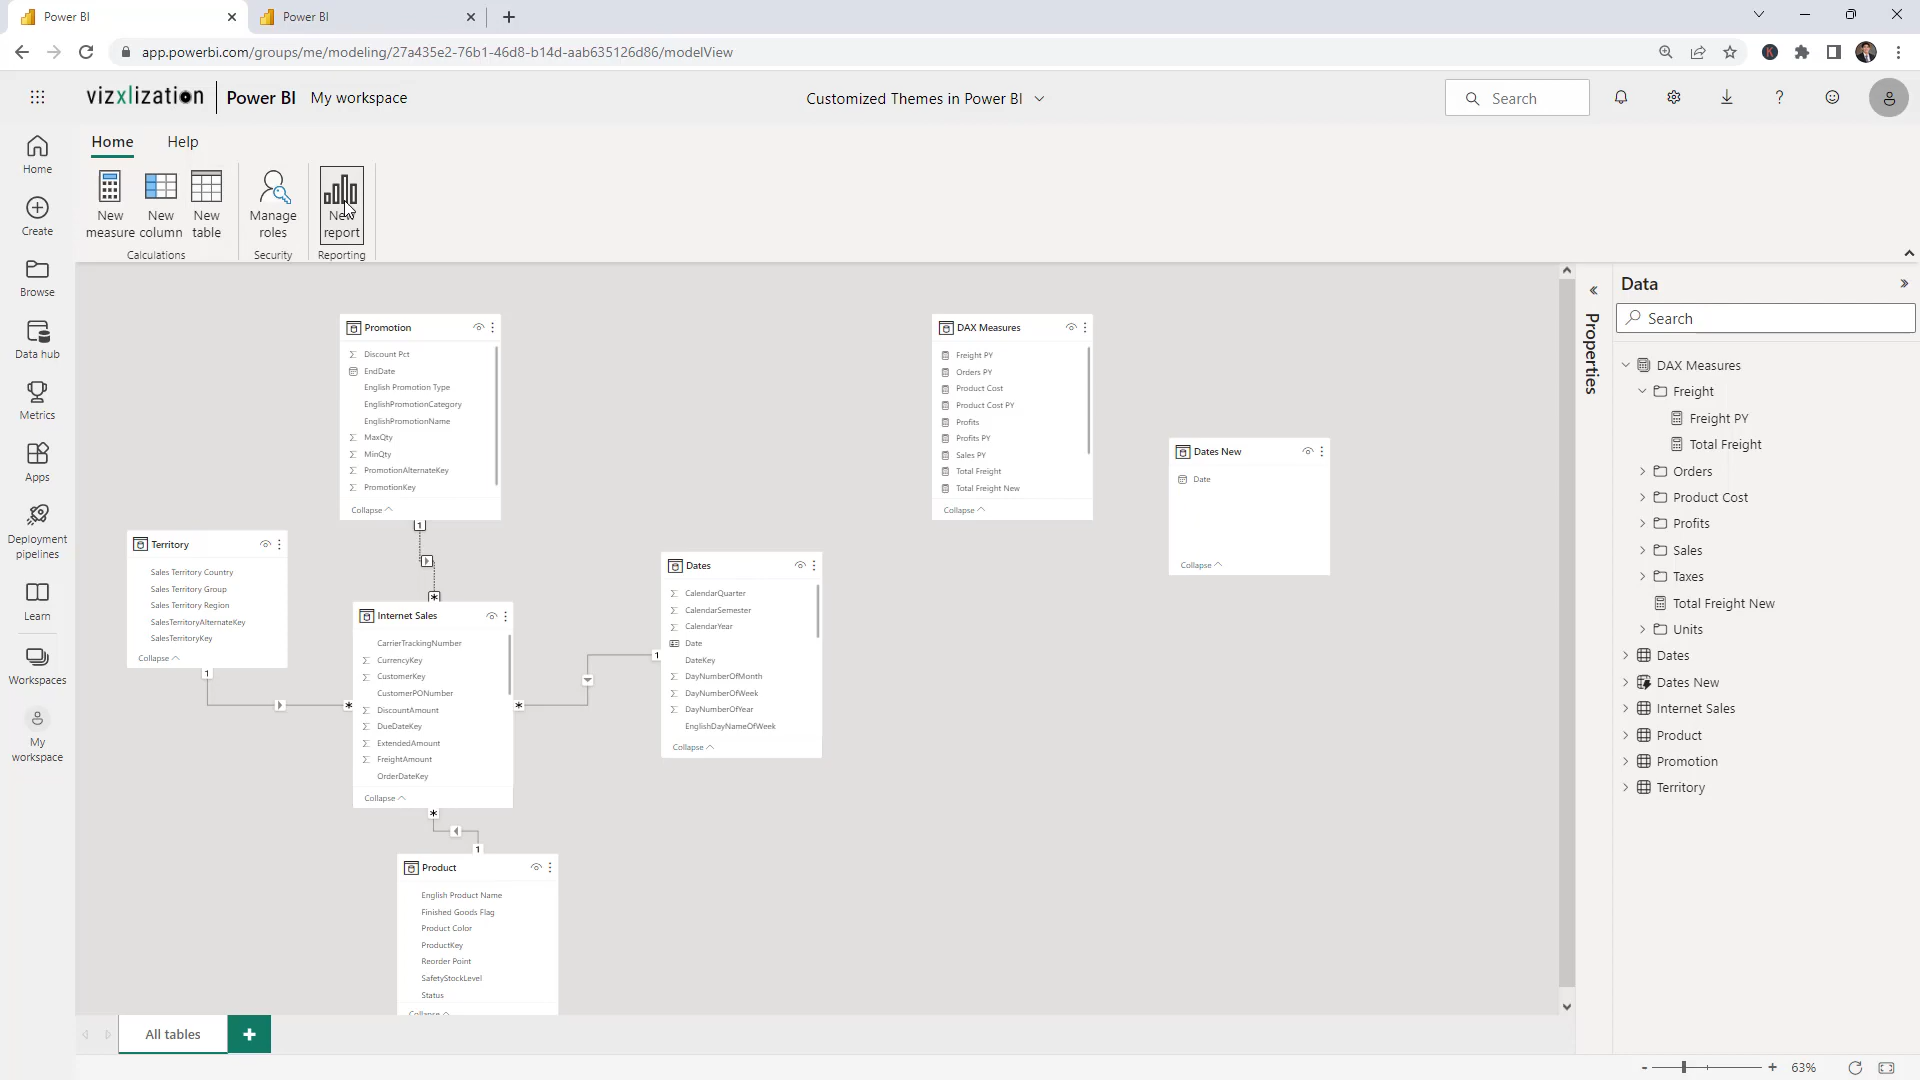 Power BI
Power BI
app.powerbi.com/groups/me/modeling/27a435e2-76b1-46d8-b14d-aab635126d86/modelView
vizxlization
Power BI
My workspace
Customized Themes in Power BI
Search
Home
Create
Browse
Data hub
Metrics
Apps
Deployment
pipelines
Learn
Workspaces
My
workspace
Home
Help
New
measure
New
column
New
table
Calculations
Manage
roles
Security
New
report
Reporting
Promotion
Discount Pct
EndDate
English Promotion Type
EnglishPromotionCategory
EnglishPromotionName
MaxQty
MinQty
PromotionAlternateKey
PromotionKey
Collapse
1
*
Territory
Sales Territory Country
Sales Territory Group
Sales Territory Region
SalesTerritoryAlternateKey
SalesTerritoryKey
Collapse
1
*
Internet Sales
CarrierTrackingNumber
CurrencyKey
CustomerKey
CustomerPONumber
DiscountAmount
DueDateKey
ExtendedAmount
FreightAmount
OrderDateKey
Collapse
*
1
*
1
Product
English Product Name
Finished Goods Flag
Product Color
ProductKey
Reorder Point
SafetyStockLevel
Status
Collapse
Dates
CalendarQuarter
CalendarSemester
CalendarYear
Date
DateKey
DayNumberOfMonth
DayNumberOfWeek
DayNumberOfYear
EnglishDayNameOfWeek
Collapse
DAX Measures
Freight PY
Orders PY
Product Cost
Product Cost PY
Profits
Profits PY
Sales PY
Total Freight
Total Freight New
Collapse
Dates New
Date
Collapse
Properties
Data
Search
DAX Measures
Freight
Freight PY
Total Freight
Orders
Product Cost
Profits
Sales
Taxes
Total Freight New
Units
Dates
Dates New
Internet Sales
Product
Promotion
Territory
All tables
63%